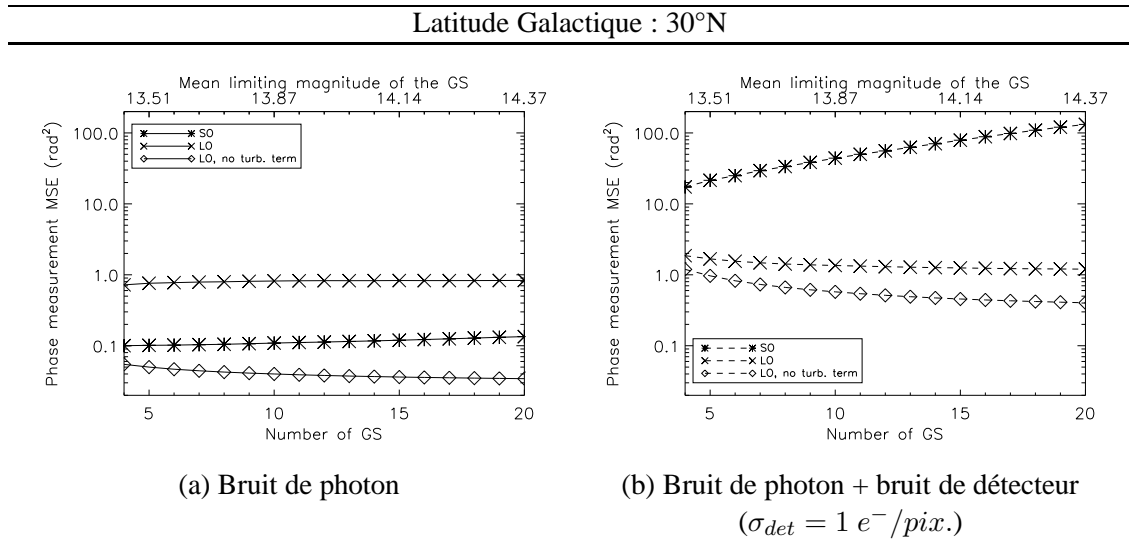 Latitude Galactique : 30°N
Mean limiting magnitude of the GS
13.51 13.87 14.14 14.37
100.0
10.0
1.0
0.1
Phase measurement MSE (rad²)
SO
LO
LO, no turb. term
5 10 15 20
Number of GS
(a) Bruit de photon
Mean limiting magnitude of the GS
13.51 13.87 14.14 14.37
100.0
10.0
1.0
0.1
Phase measurement MSE (rad²)
SO
LO
LO, no turb. term
5 10 15 20
Number of GS
(b) Bruit de photon + bruit de détecteur
(σ_det = 1 e⁻/pix.)